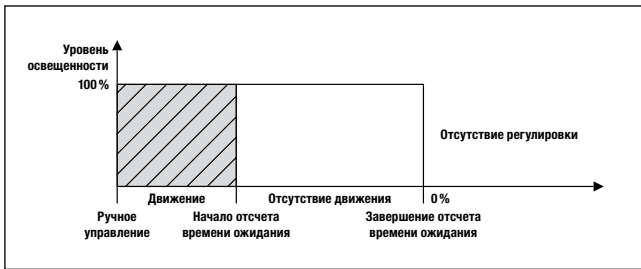 Уровень
освещенности
100 %
Отсутствие регулировки
Движение
Отсутствие движения
0 %
Ручное
управление
Начало отсчета
времени ожидания
Завершение отсчета
времени ожидания